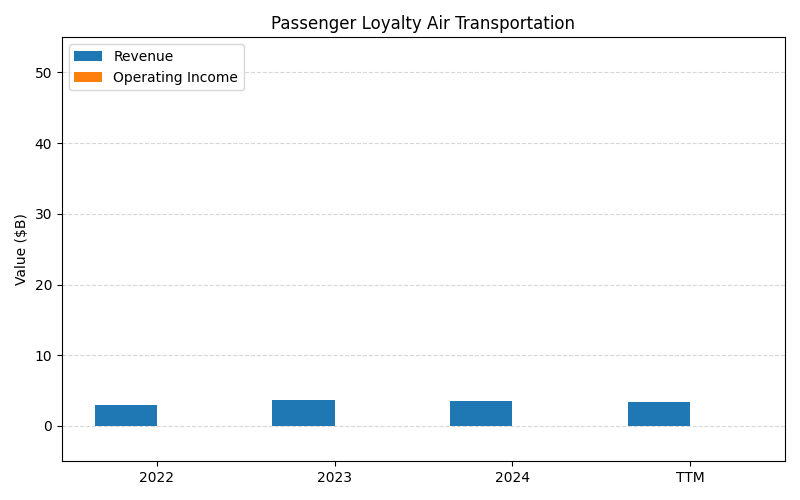 Passenger Loyalty Air Transportation
Revenue
Operating Income
Value ($B)
50
40
30
20
10
0
2022 2023 2024 TTM